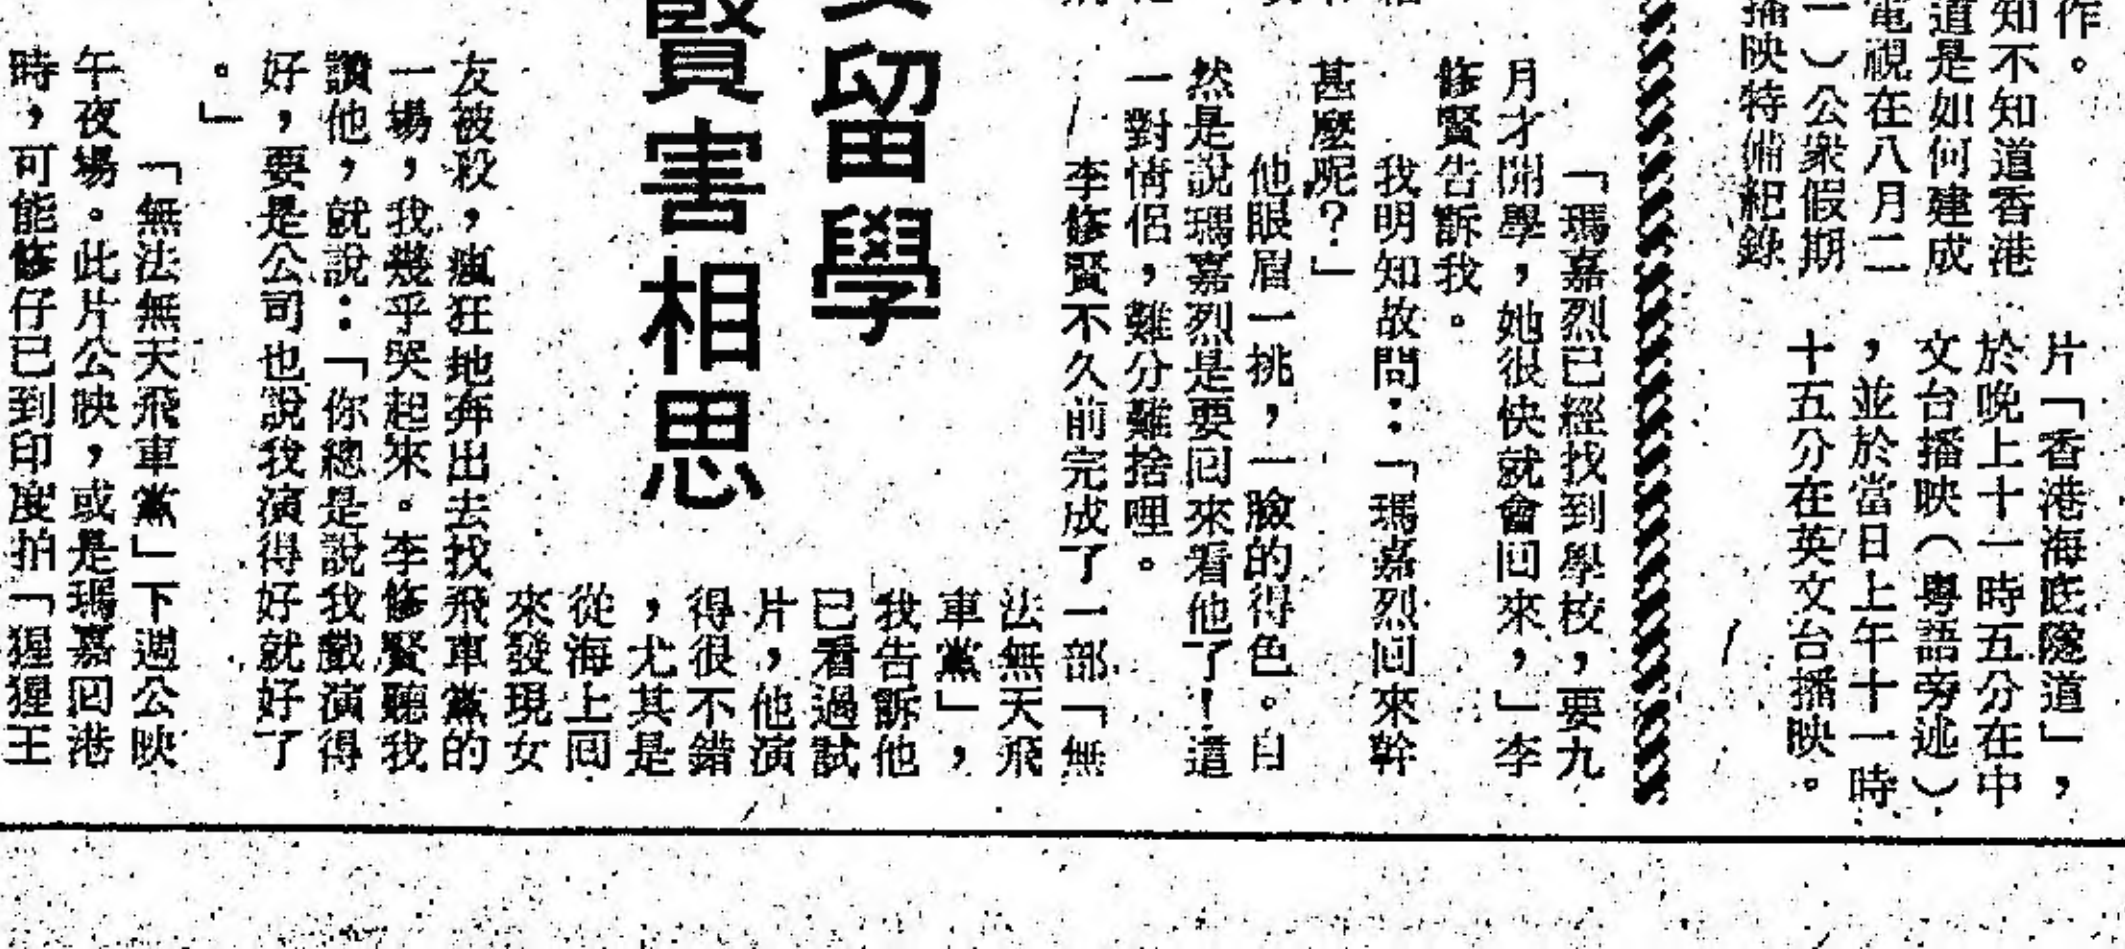 作。
知不知道香港
道是如何建成
電視在八月二
一）公衆假期
播映特備紀錄
片「香港海底隧道」，
於晚上十一時五分在中
文台播映（粵語旁述）
，並於當日上午十一時
十五分在英文台播映。
留學
賢害相思
「瑪嘉烈已經找到學校，要九
月才開學，她很快就會回來，」李
修賢告訴我。
我明知故問：「瑪嘉烈回來幹
甚麼呢？」
他眼眉一挑，一臉的得色。自
然是說瑪嘉烈是要回來看他了！這
一對情侶，難分難捨哩。
李修賢不久前完成了一部「無
法無天飛
車黨」，
我告訴他
已看過試
片，他演
得很不錯
，尤其是
從海上回
來發現女
友被殺，瘋狂地奔出去找飛車黨的
一場，我幾乎哭起來。李修賢聽我
讚他，就說：「你總是說我戲演得
好，要是公司也說我演得好就好了
。」
「無法無天飛車黨」下週公映
午夜場。此片公映，或是瑪嘉回港
時，可能修仔已到印度拍「猩猩王